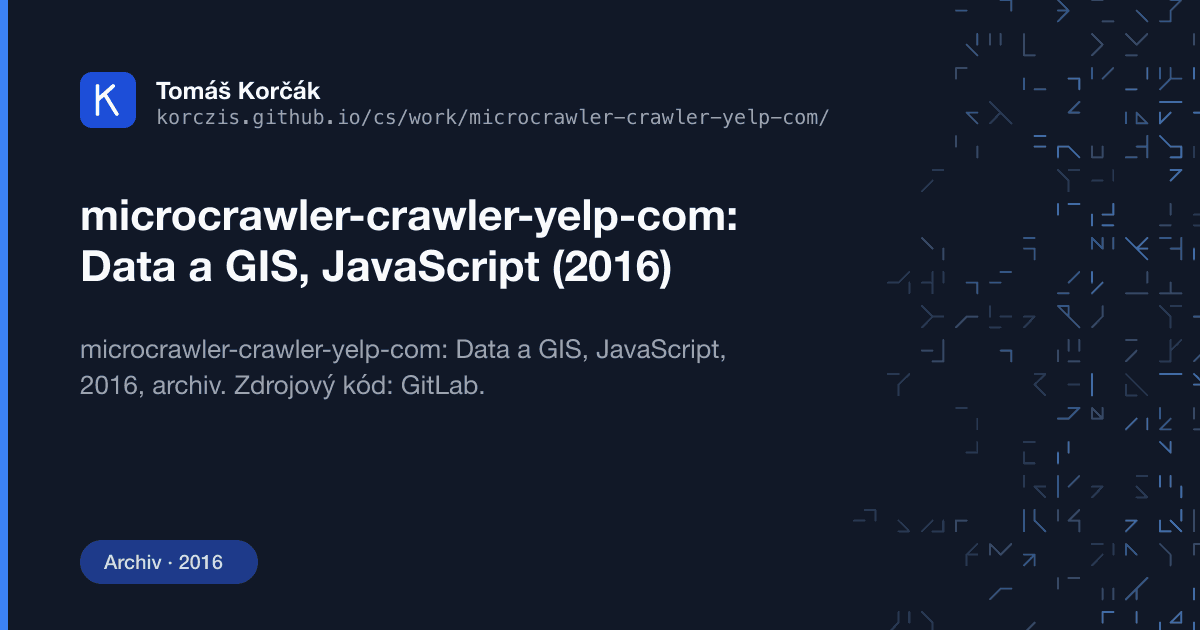 K
Tomáš Korčák
korczis.github.io/cs/work/microcrawler-crawler-yelp-com/
microcrawler-crawler-yelp-com:
Data a GIS, JavaScript (2016)
microcrawler-crawler-yelp-com: Data a GIS, JavaScript,
2016, archiv. Zdrojový kód: GitLab.
Archiv · 2016